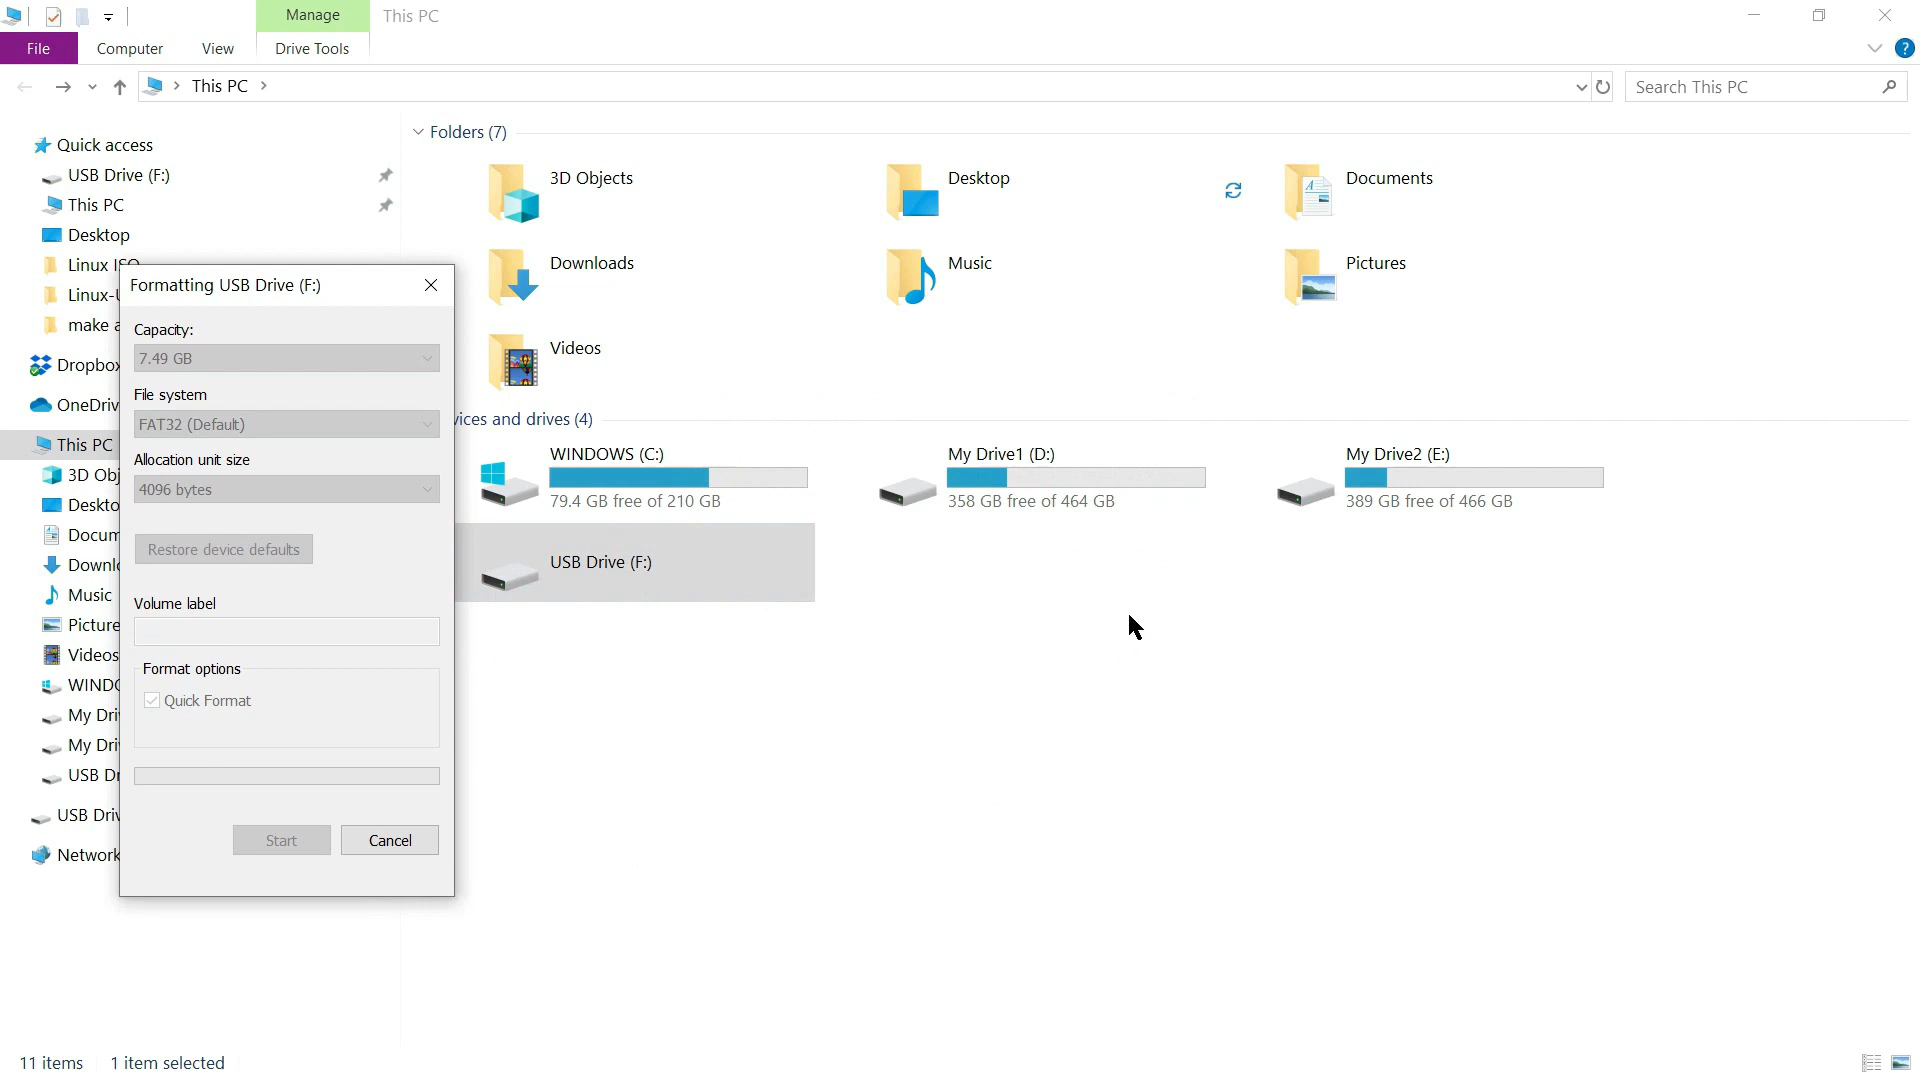 Manage
This PC
File
Computer
View
Drive Tools
This PC
Search This PC
Quick access
USB Drive (F:)
This PC
Desktop
Linux ISO
Linux-U
make a
Dropbox
OneDriv
This PC
3D Obj
Deskto
Docum
Downlo
Music
Picture
Videos
WINDO
My Driv
My Driv
USB Dr
USB Driv
Network
Formatting USB Drive (F:)
Capacity:
7.49 GB
File system
FAT32 (Default)
Allocation unit size
4096 bytes
Restore device defaults
Volume label
Format options
Quick Format
Start
Cancel
Folders (7)
3D Objects
Desktop
Documents
Downloads
Music
Pictures
Videos
vices and drives (4)
WINDOWS (C:)
79.4 GB free of 210 GB
My Drive1 (D:)
358 GB free of 464 GB
My Drive2 (E:)
389 GB free of 466 GB
USB Drive (F:)
11 items
1 item selected